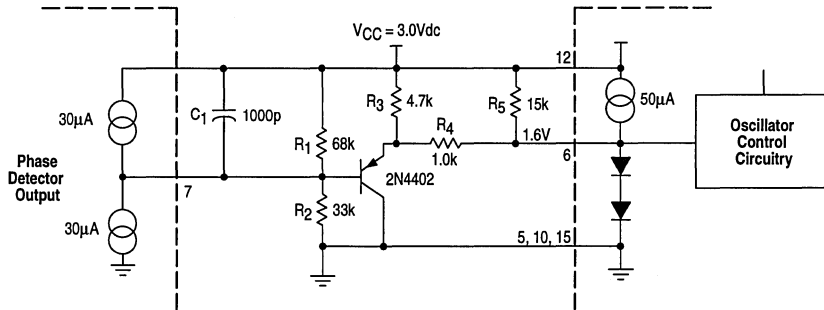 VCC = 3.0Vdc
12
30µA
C1
1000p
R3
4.7k
R5
15k
50µA
R1
68k
R4
1.0k
1.6V
6
Oscillator
Control
Circuitry
Phase
Detector
Output
7
2N4402
30µA
R2
33k
5, 10, 15